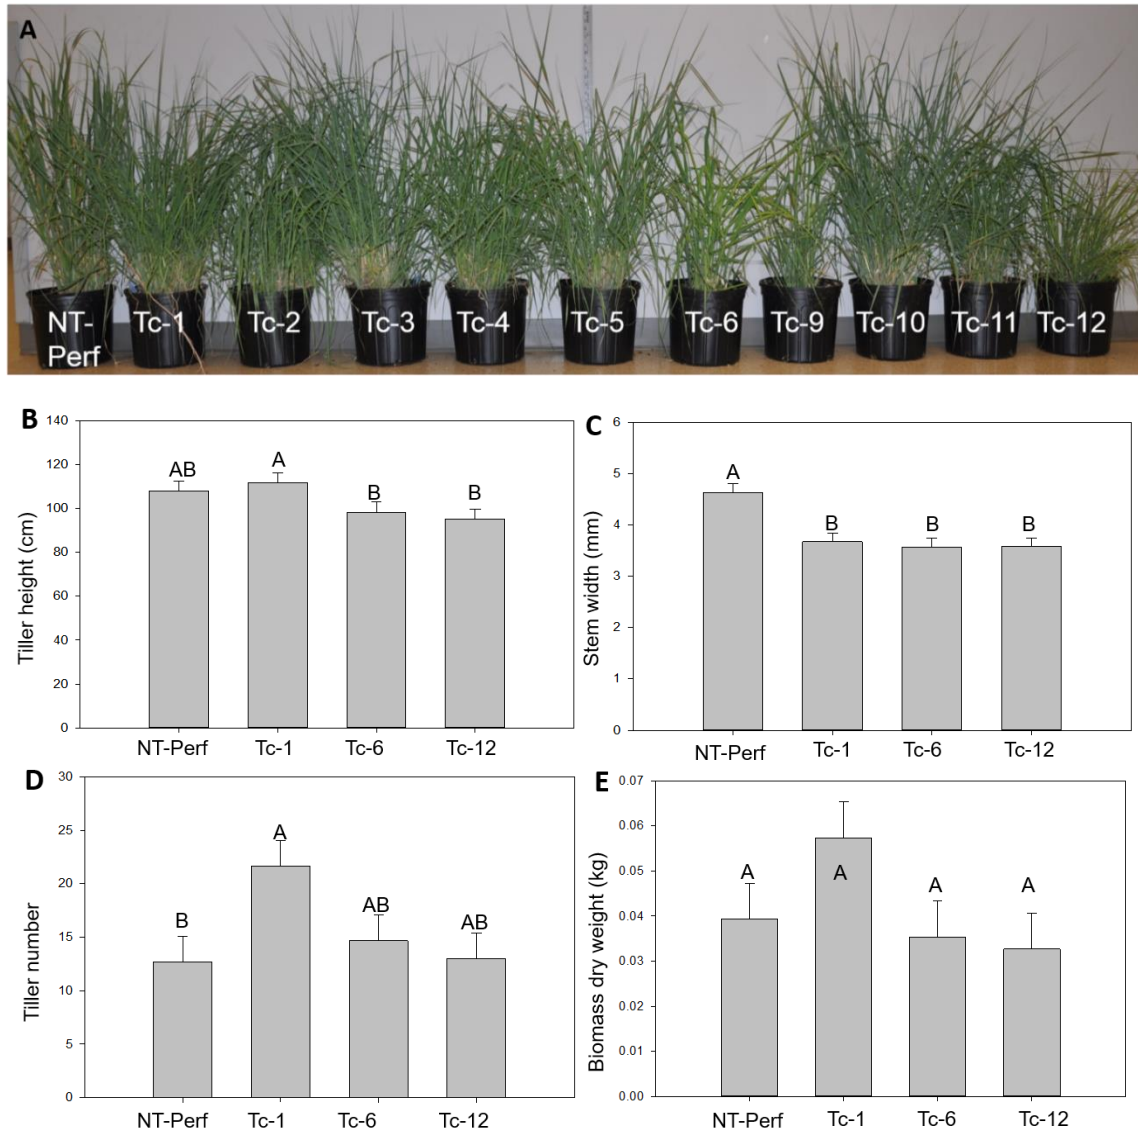 A
NT-
Perf
Tc-1
Tc-2
Tc-3
Tc-4
Tc-5
Tc-6
Tc-9
Tc-10
Tc-11
Tc-12
B
140
120
100
80
60
40
20
0
Tiller height (cm)
AB
A
B
B
NT-Perf
Tc-1
Tc-6
Tc-12
C
6
5
4
3
2
1
0
Stem width (mm)
A
B
B
B
NT-Perf
Tc-1
Tc-6
Tc-12
D
30
25
20
15
10
5
0
Tiller number
B
A
AB
AB
NT-Perf
Tc-1
Tc-6
Tc-12
E
0.07
0.06
0.05
0.04
0.03
0.02
0.01
0.00
Biomass dry weight (kg)
A
A
A
A
NT-Perf
Tc-1
Tc-6
Tc-12